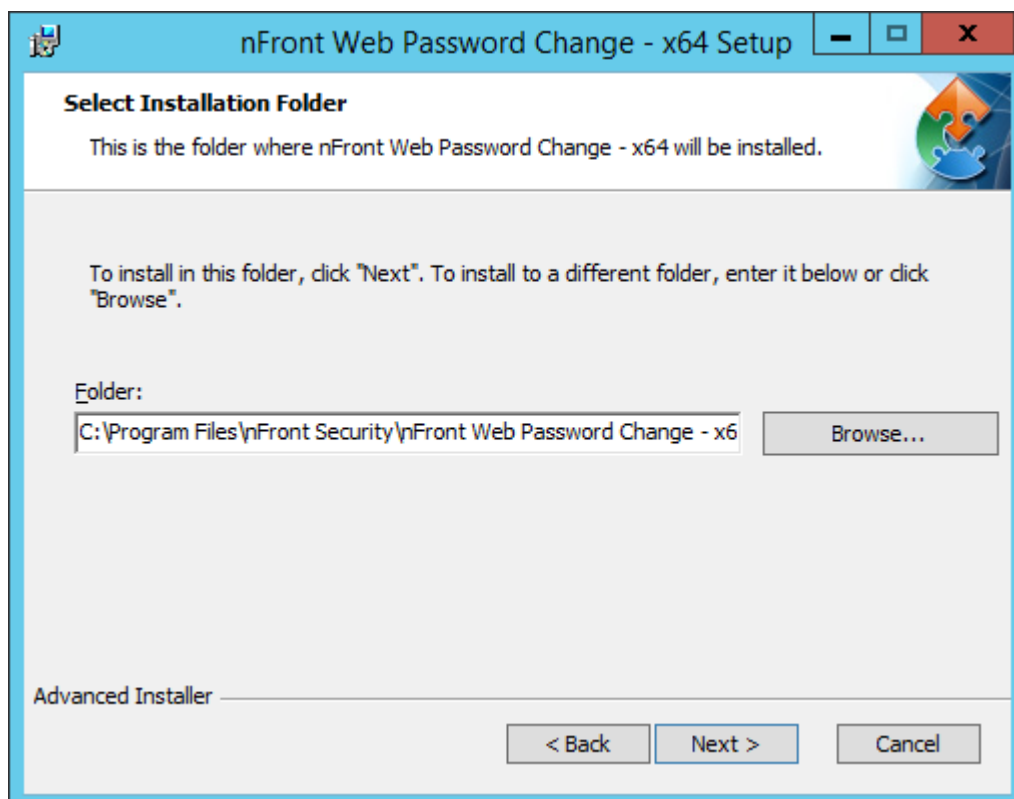 nFront Web Password Change - x64 Setup
Select Installation Folder
This is the folder where nFront Web Password Change - x64 will be installed.
To install in this folder, click "Next". To install to a different folder, enter it below or click
"Browse".
Folder:
C:\Program Files\nFront Security\nFront Web Password Change - x6
Browse...
Advanced Installer
< Back
Next >
Cancel